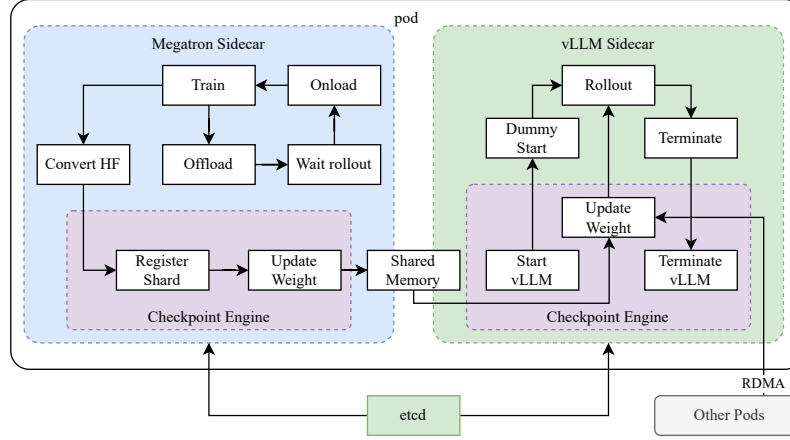 pod
Megatron Sidecar
Train
Onload
Convert HF
Offload
Wait rollout
Register
Shard
Update
Weight
Checkpoint Engine
Shared
Memory
vLLM Sidecar
Rollout
Dummy
Start
Terminate
Update
Weight
Start
vLLM
Terminate
vLLM
Checkpoint Engine
RDMA
etcd
Other Pods